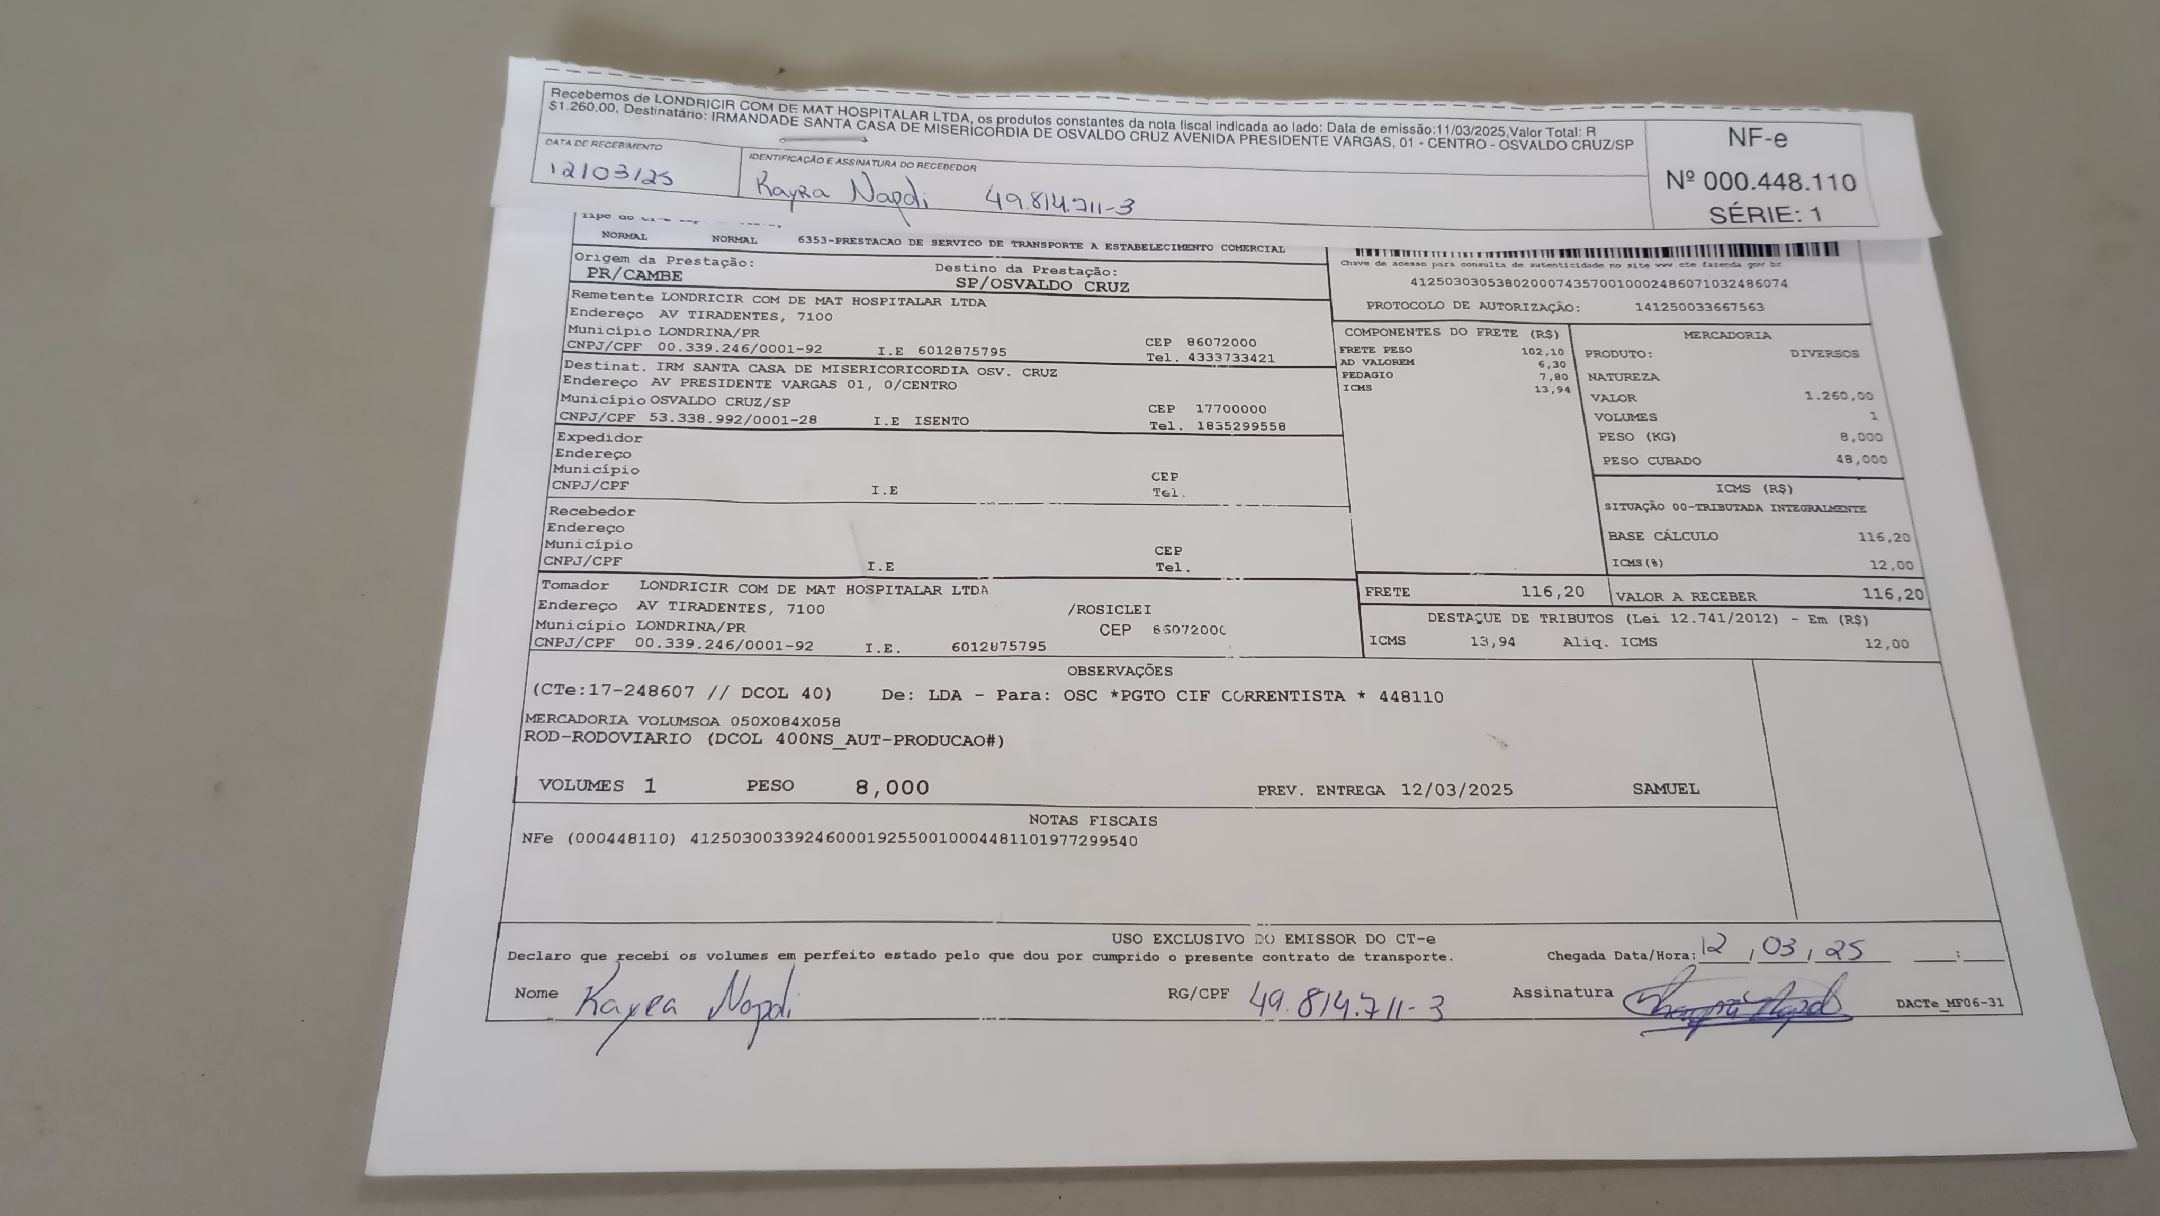 Recebemos de LONDRICIR COM DE MAT HOSPITALAR LTDA, os produtos constantes da nota fiscal indicada ao lado: Data de emissão:11/03/2025,Valor Total: R
$1.260,00, Destinatário: IRMANDADE SANTA CASA DE MISERICORDIA DE OSVALDO CRUZ AVENIDA PRESIDENTE VARGAS, 01 - CENTRO - OSVALDO CRUZ/SP
DATA DE RECEBIMENTO
12/03/25
IDENTIFICAÇÃO E ASSINATURA DO RECEBEDOR
Kayra Napdi 49.814.711-3
NF-e
Nº 000.448.110
SÉRIE: 1
NORMAL NORMAL 6353-PRESTACAO DE SERVICO DE TRANSPORTE A ESTABELECIMENTO COMERCIAL
Origem da Prestação: Destino da Prestação:
PR/CAMBE SP/OSVALDO CRUZ
Remetente LONDRICIR COM DE MAT HOSPITALAR LTDA
Endereço AV TIRADENTES, 7100
Município LONDRINA/PR CEP 86072000
CNPJ/CPF 00.339.246/0001-92 I.E 6012875795 Tel. 4333733421
Destinat. IRM SANTA CASA DE MISERICORICORDIA OSV. CRUZ
Endereço AV PRESIDENTE VARGAS 01, 0/CENTRO
Município OSVALDO CRUZ/SP CEP 17700000
CNPJ/CPF 53.338.992/0001-28 I.E ISENTO Tel. 1835299558
Expedidor
Endereço
Município CEP
CNPJ/CPF I.E Tel.
Recebedor
Endereço
Município CEP
CNPJ/CPF I.E Tel.
Tomador LONDRICIR COM DE MAT HOSPITALAR LTDA
Endereço AV TIRADENTES, 7100 /ROSICLEI
Município LONDRINA/PR CEP 86072000
CNPJ/CPF 00.339.246/0001-92 I.E. 6012875795
Chave de acesso para consulta de autenticidade no site www.cte.fazenda.gov.br
41250303053802000743570010002486071032486074
PROTOCOLO DE AUTORIZAÇÃO: 141250033667563
COMPONENTES DO FRETE (R$)
FRETE PESO 102,10
AD VALOREM 6,30
PEDAGIO 7,80
ICMS 13,94
MERCADORIA
PRODUTO: DIVERSOS
NATUREZA
VALOR 1.260,00
VOLUMES 1
PESO (KG) 8,000
PESO CUBADO 48,000
ICMS (R$)
SITUAÇÃO 00-TRIBUTADA INTEGRALMENTE
BASE CÁLCULO 116,20
ICMS(%) 12,00
FRETE 116,20 VALOR A RECEBER 116,20
DESTAQUE DE TRIBUTOS (Lei 12.741/2012) - Em (R$)
ICMS 13,94 Aliq. ICMS 12,00
OBSERVAÇÕES
(CTe:17-248607 // DCOL 40) De: LDA - Para: OSC *PGTO CIF CORRENTISTA * 448110
MERCADORIA VOLUMSOA 050X084X058
ROD-RODOVIARIO (DCOL 400NS_AUT-PRODUCAO#)
VOLUMES 1 PESO 8,000 PREV. ENTREGA 12/03/2025 SAMUEL
NOTAS FISCAIS
NFe (000448110) 41250300339246000192550010004481101977299540
USO EXCLUSIVO DO EMISSOR DO CT-e
Declaro que recebi os volumes em perfeito estado pelo que dou por cumprido o presente contrato de transporte. Chegada Data/Hora: 12 / 03 / 25 :
Nome Kayra Napdi RG/CPF 49.814.711-3 Assinatura DACTe_MF06-31